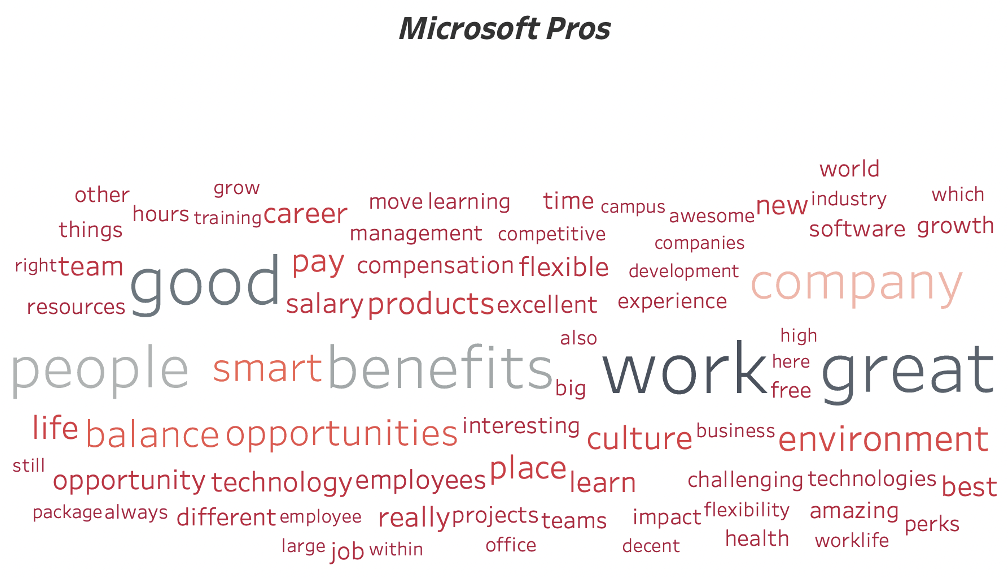 Microsoft Pros
world
other grow move learning time campus awesome new industry which
things hours training career management competitive companies software growth
right team good pay compensation flexible development company
resources salary products excellent experience
also high
people smart benefits big work here great
free
life balance opportunities interesting culture business environment
still opportunity technology employees place learn challenging technologies best
package always different employee really projects teams impact flexibility amazing perks
large job within office decent health worklife